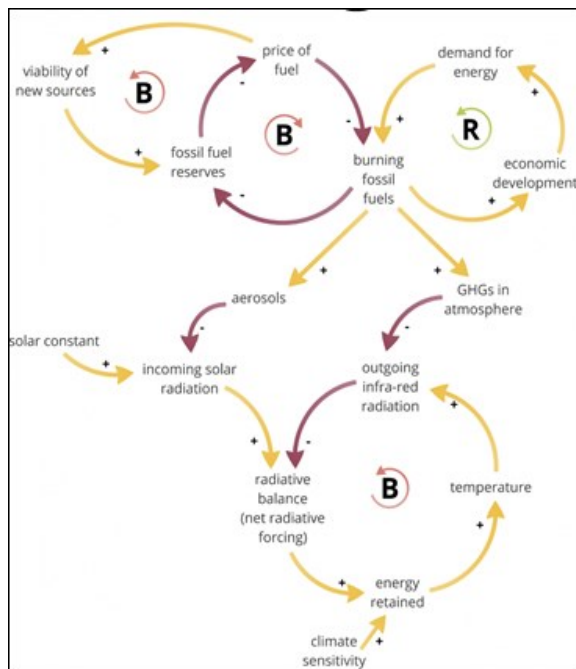 price of
fuel
demand for
energy
viability of
new sources
B
B
R
fossil fuel
reserves
burning
fossil
fuels
economic
development
+
+
-
-
-
+
+
+
+
+
aerosols
GHGs in
atmosphere
-
-
solar constant
+
incoming solar
radiation
outgoing
infra-red
radiation
+
+
-
radiative
balance
(net radiative
forcing)
B
temperature
+
+
energy
retained
climate
sensitivity
+